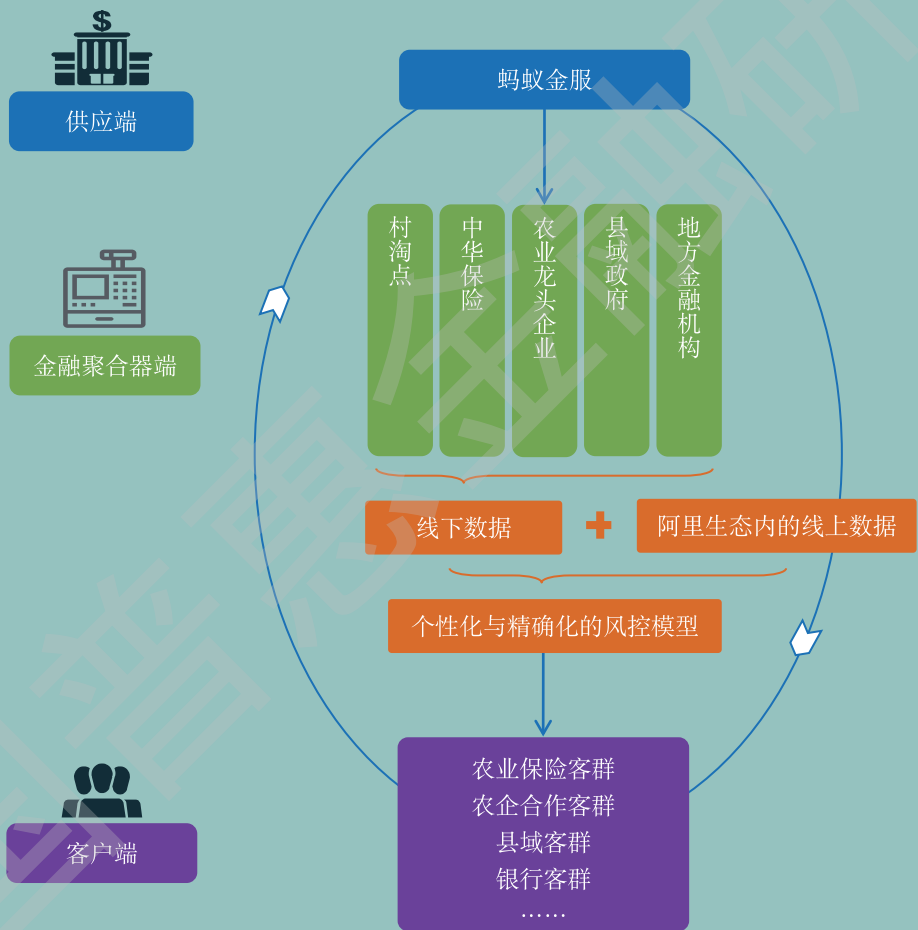 $
供应端
蚂蚁金服
金融聚合器端
村淘点
中华保险
农业龙头企业
县域政府
地方金融机构
线下数据
阿里生态内的线上数据
个性化与精确化的风控模型
客户端
农业保险客群
农企合作客群
县域客群
银行客群
……